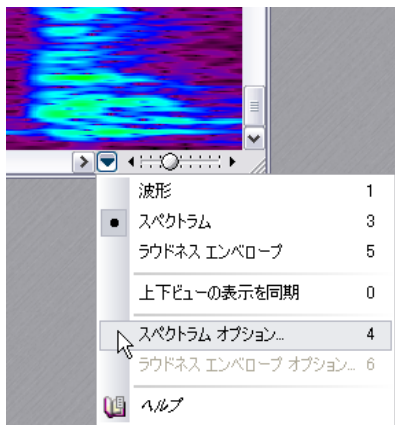 波形 1
スペクトラム 3
ラウドネス エンベロープ 5
上下ビューの表示を同期 0
スペクトラム オプション... 4
ラウドネス エンベロープ オプション... 6
ヘルプ